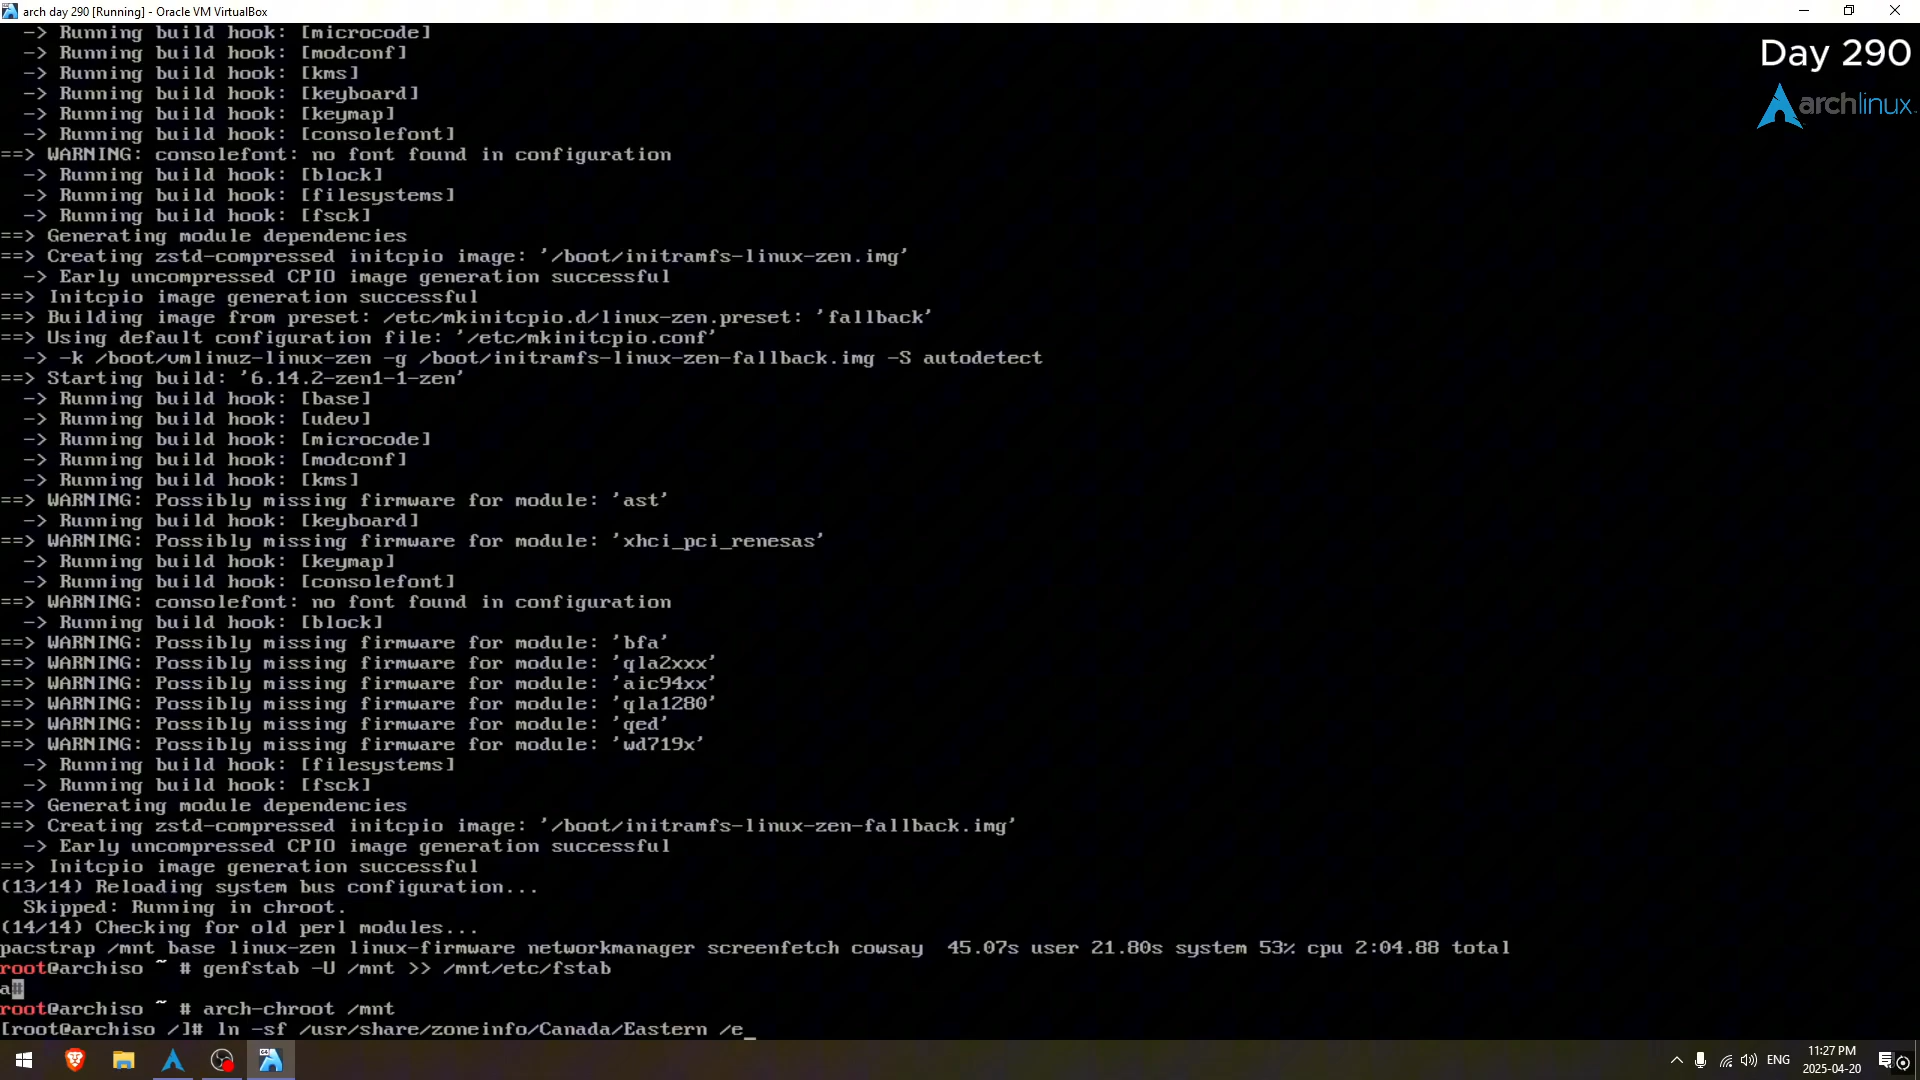 arch day 290 [Running] - Oracle VM VirtualBox
-> Running build hook: [microcode]
-> Running build hook: [modconf]
-> Running build hook: [kms]
-> Running build hook: [keyboard]
-> Running build hook: [keymap]
-> Running build hook: [consolefont]
==> WARNING: consolefont: no font found in configuration
-> Running build hook: [block]
-> Running build hook: [filesystems]
-> Running build hook: [fsck]
==> Generating module dependencies
==> Creating zstd-compressed initcpio image: '/boot/initramfs-linux-zen.img'
-> Early uncompressed CPIO image generation successful
==> Initcpio image generation successful
==> Building image from preset: /etc/mkinitcpio.d/linux-zen.preset: 'fallback'
==> Using default configuration file: '/etc/mkinitcpio.conf'
-> -k /boot/vmlinuz-linux-zen -g /boot/initramfs-linux-zen-fallback.img -S autodetect
==> Starting build: '6.14.2-zen1-1-zen'
-> Running build hook: [base]
-> Running build hook: [udev]
-> Running build hook: [microcode]
-> Running build hook: [modconf]
-> Running build hook: [kms]
==> WARNING: Possibly missing firmware for module: 'ast'
-> Running build hook: [keyboard]
==> WARNING: Possibly missing firmware for module: 'xhci_pci_renesas'
-> Running build hook: [keymap]
-> Running build hook: [consolefont]
==> WARNING: consolefont: no font found in configuration
-> Running build hook: [block]
==> WARNING: Possibly missing firmware for module: 'bfa'
==> WARNING: Possibly missing firmware for module: 'qla2xxx'
==> WARNING: Possibly missing firmware for module: 'aic94xx'
==> WARNING: Possibly missing firmware for module: 'qla1280'
==> WARNING: Possibly missing firmware for module: 'qed'
==> WARNING: Possibly missing firmware for module: 'wd719x'
-> Running build hook: [filesystems]
-> Running build hook: [fsck]
==> Generating module dependencies
==> Creating zstd-compressed initcpio image: '/boot/initramfs-linux-zen-fallback.img'
-> Early uncompressed CPIO image generation successful
==> Initcpio image generation successful
(13/14) Reloading system bus configuration...
Skipped: Running in chroot.
(14/14) Checking for old perl modules...
pacstrap /mnt base linux-zen linux-firmware networkmanager screenfetch cowsay  45.07s user 21.80s system 53% cpu 2:04.88 total
root@archiso ~ # genfstab -U /mnt >> /mnt/etc/fstab
a#
root@archiso ~ # arch-chroot /mnt
[root@archiso /]# ln -sf /usr/share/zoneinfo/Canada/Eastern /e_
Day 290
archlinux
ENG
11:27 PM
2025-04-20